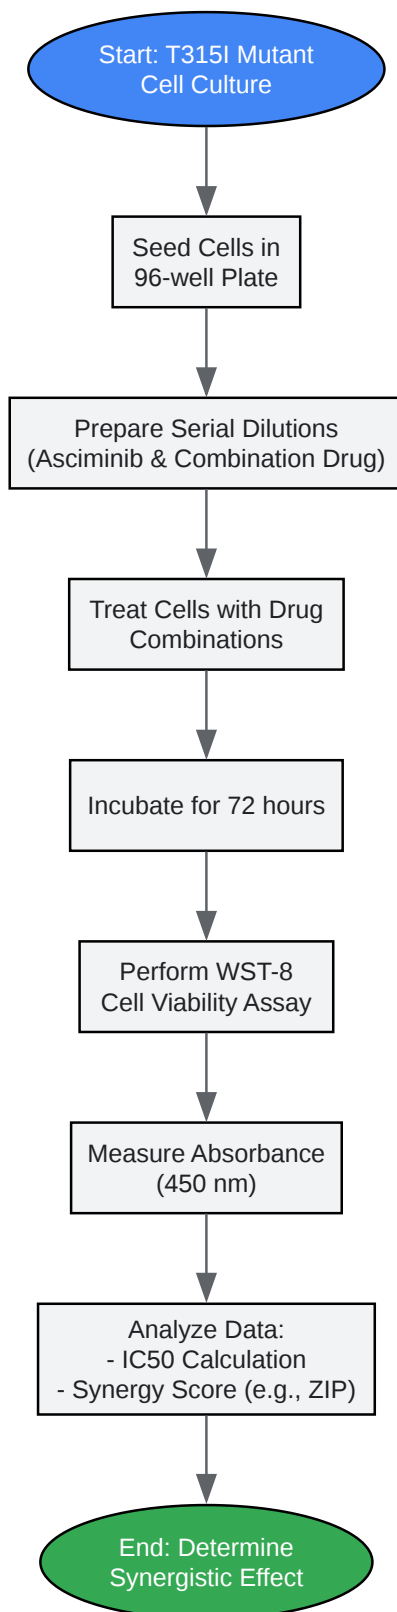 Start: T315I Mutant
Cell Culture
Seed Cells in
96-well Plate
Prepare Serial Dilutions
(Asciminib & Combination Drug)
Treat Cells with Drug
Combinations
Incubate for 72 hours
Perform WST-8
Cell Viability Assay
Measure Absorbance
(450 nm)
Analyze Data:
- IC50 Calculation
- Synergy Score (e.g., ZIP)
End: Determine
Synergistic Effect